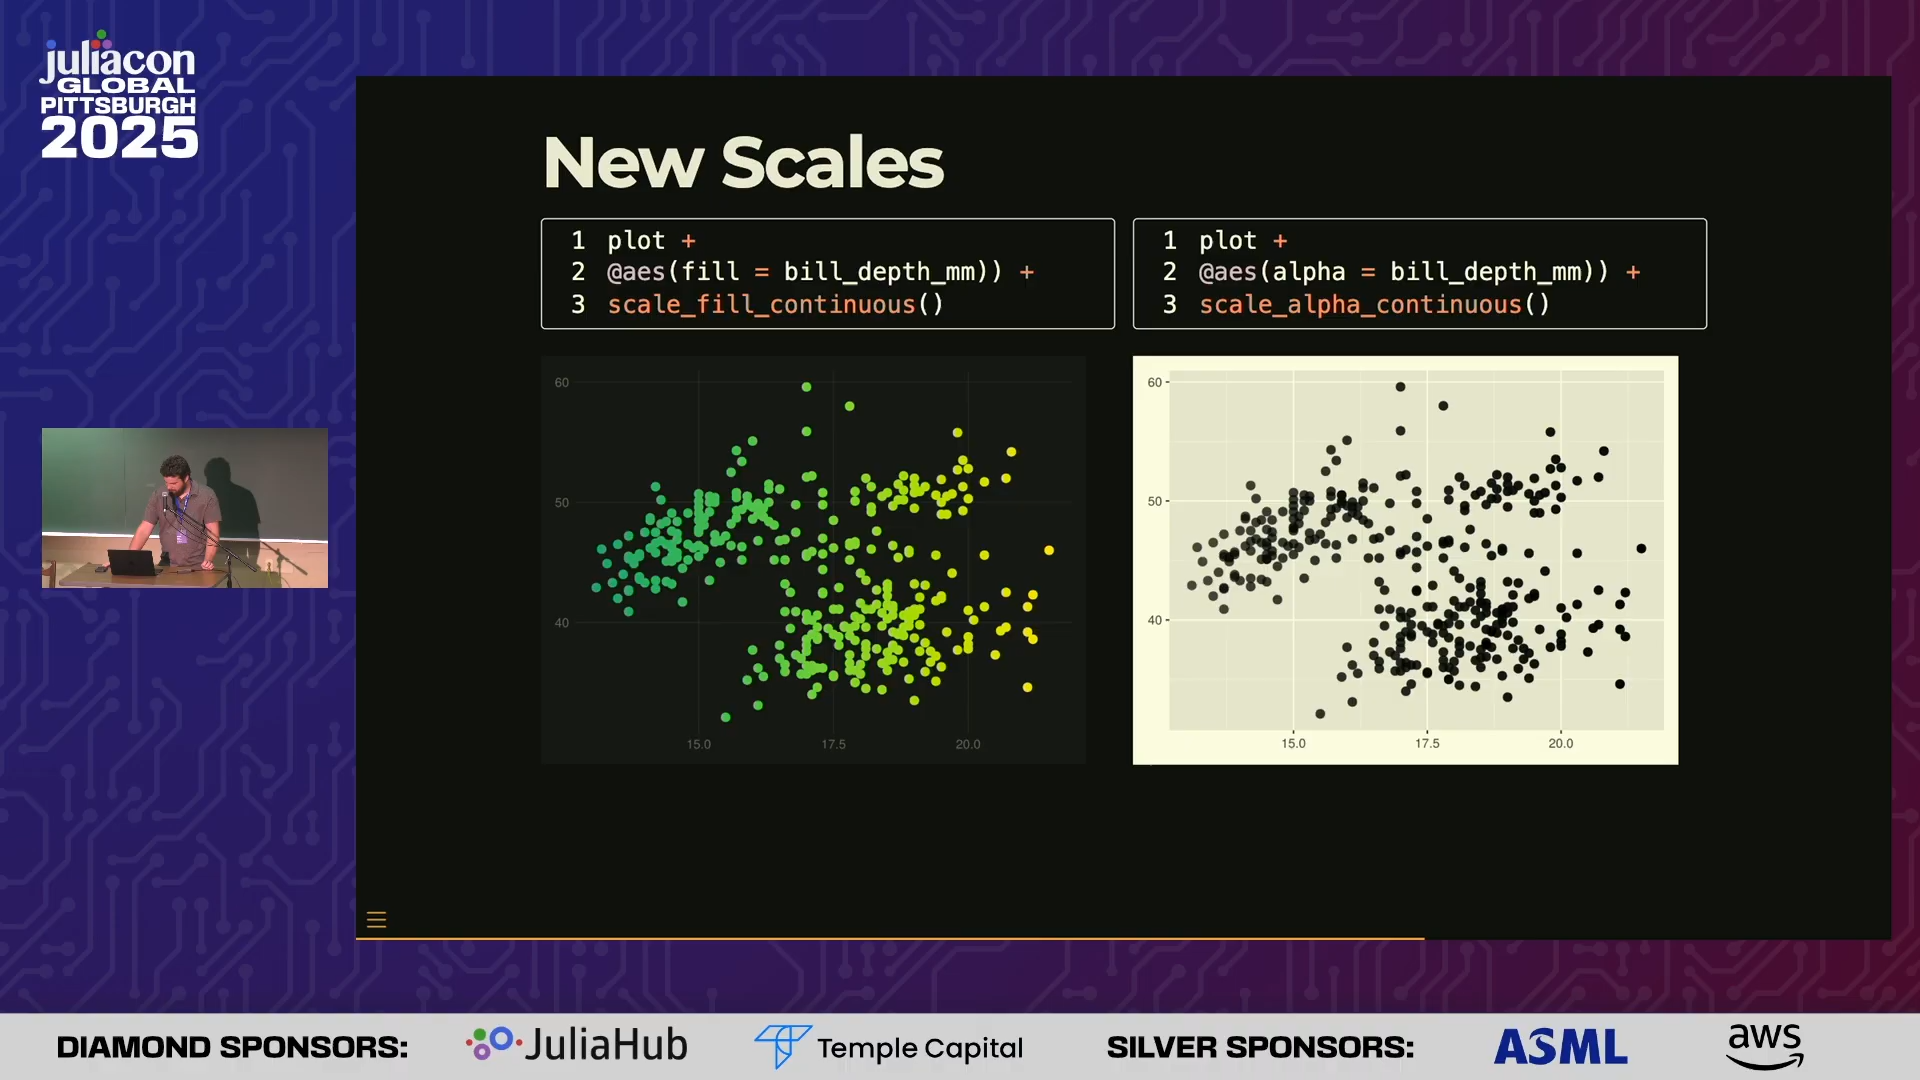 juliacon
GLOBAL
PITTSBURGH
2025
New Scales
1 plot +
2 @aes(fill = bill_depth_mm)) +
3 scale_fill_continuous()
1 plot +
2 @aes(alpha = bill_depth_mm)) +
3 scale_alpha_continuous()
60
50
40
15.0 17.5 20.0
60
50
40
15.0 17.5 20.0
DIAMOND SPONSORS: JuliaHub Temple Capital SILVER SPONSORS: ASML aws